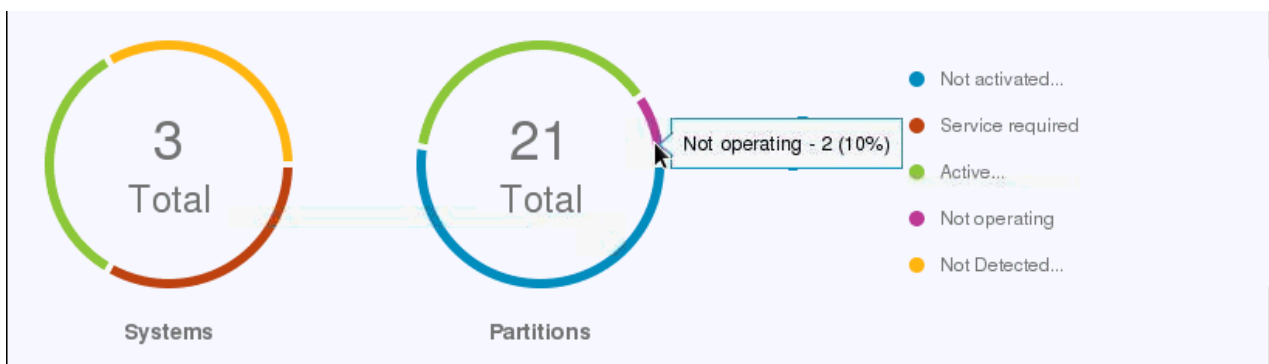 3
Total
Systems
21
Total
Partitions
Not operating - 2 (10%)
Not activated...
Service required
Active...
Not operating
Not Detected...